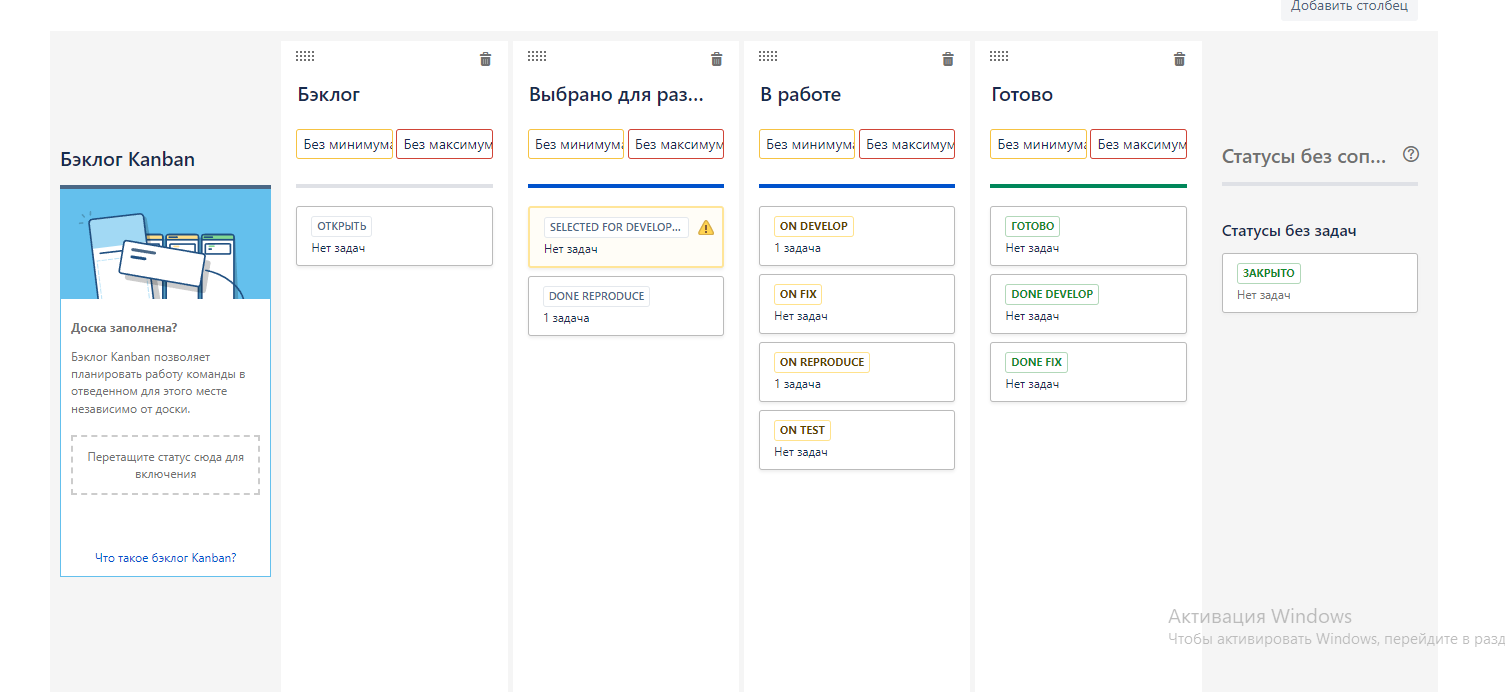 Добавить столбец
Бэклог Kanban
Доска заполнена?
Бэклог Kanban позволяет
планировать работу команды в
отведенном для этого месте
независимо от доски.
Перетащите статус сюда для
включения
Что такое бэклог Kanban?
Бэклог
Без минимума Без максимум
ОТКРЫТЬ
Нет задач
Выбрано для раз...
Без минимума Без максимум
SELECTED FOR DEVELOP...
Нет задач
DONE REPRODUCE
1 задача
В работе
Без минимума Без максимум
ON DEVELOP
1 задача
ON FIX
Нет задач
ON REPRODUCE
1 задача
ON TEST
Нет задач
Готово
Без минимума Без максимум
ГОТОВО
Нет задач
DONE DEVELOP
Нет задач
DONE FIX
Нет задач
Статусы без соп...
Статусы без задач
ЗАКРЫТО
Нет задач
Активация Windows
Чтобы активировать Windows, перейдите в разд